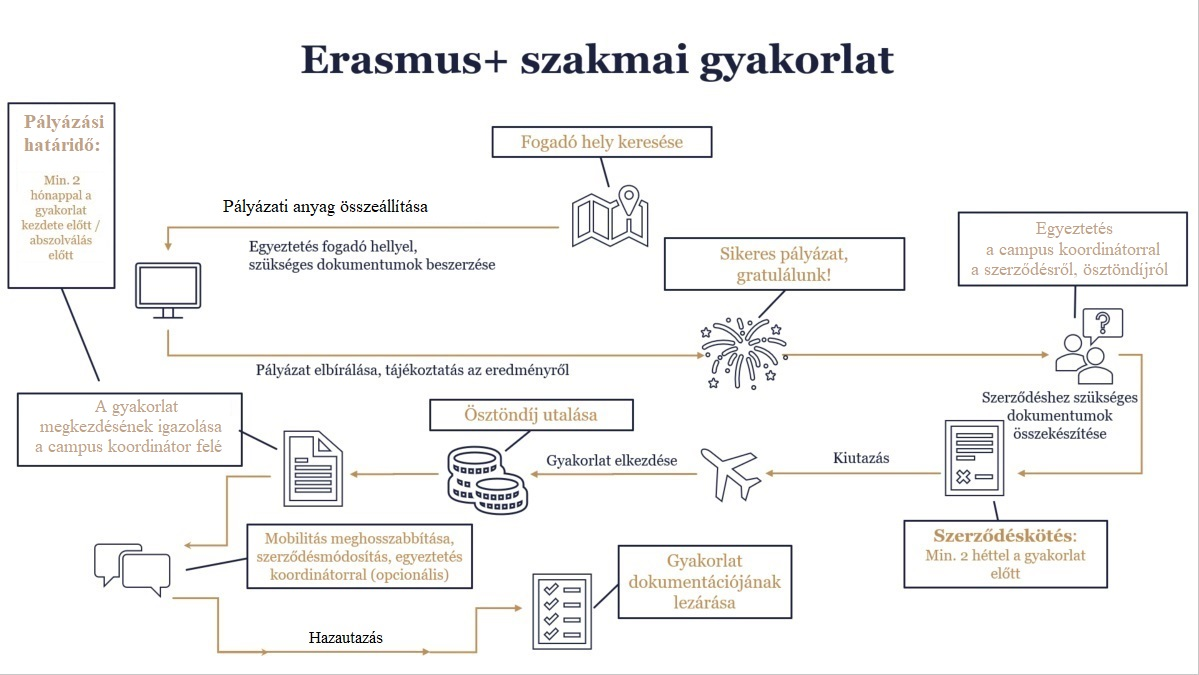 Erasmus+ szakmai gyakorlat
Pályázási
határidő:
Min. 2
hónappal a
gyakorlat
kezdete előtt /
abszolválás
előtt
Fogadó hely keresése
Pályázati anyag összeállítása
Egyeztetés fogadó hellyel,
szükséges dokumentumok beszerzése
Sikeres pályázat,
gratulálunk!
Egyeztetés
a campus koordinátorral
a szerződésről, ösztöndíjról
?
Pályázat elbírálása, tájékoztatás az eredményről
Szerződéshez szükséges
dokumentumok
összekészítése
A gyakorlat
megkezdésének igazolása
a campus koordinátor felé
Ösztöndíj utalása
Gyakorlat elkezdése
Kiutazás
Szerződéskötés:
Min. 2 héttel a gyakorlat
előtt
Mobilitás meghosszabbítása,
szerződésmódosítás, egyeztetés
koordinátorral (opcionális)
Gyakorlat
dokumentációjának
lezárása
Hazautazás